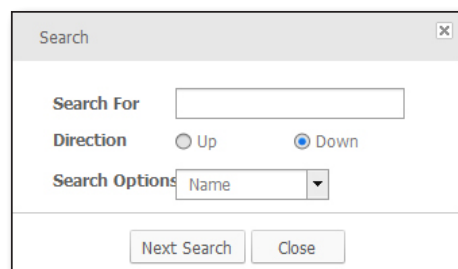 Search
Search For
Direction Up Down
Search Options Name
Next Search Close